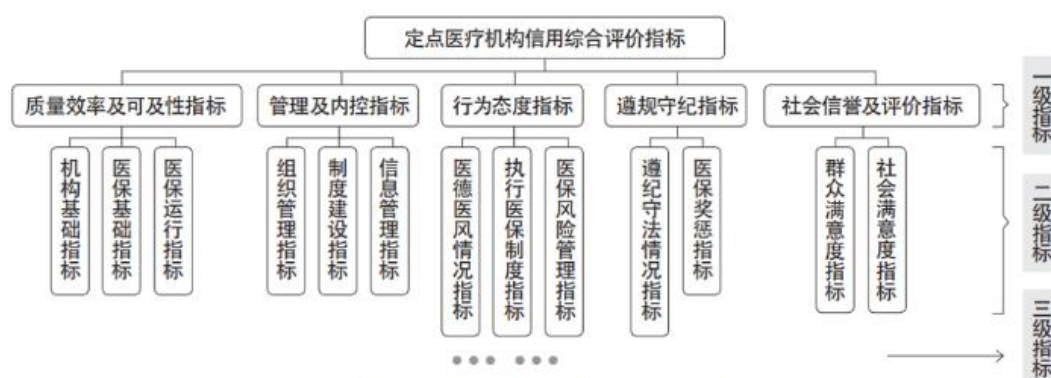 定点医疗机构信用综合评价指标
质量效率及可及性指标
管理及内控指标
行为态度指标
遵规守纪指标
社会信誉及评价指标
一级指标
机构基础指标
医保基础指标
医保运行指标
组织管理指标
制度建设指标
信息管理指标
医德医风情况指标
执行医保制度指标
医保风险管理指标
遵纪守法情况指标
医保奖惩指标
群众满意度指标
社会满意度指标
二级指标
三级指标